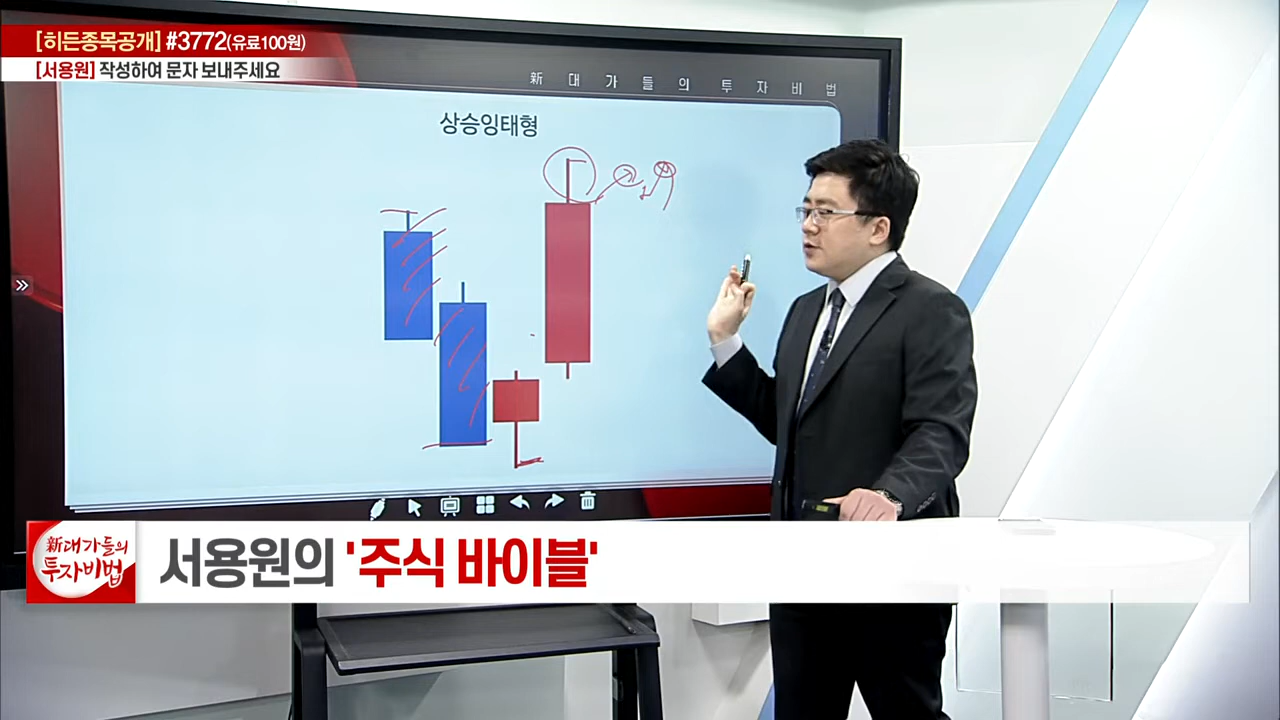 [히든종목공개] #3772(유료100원)
[서용원] 작성하여 문자 보내주세요
新 대 가 들 의 투 자 비 법
상승잉태형
新대가들의
투자비법
서용원의 '주식 바이블'